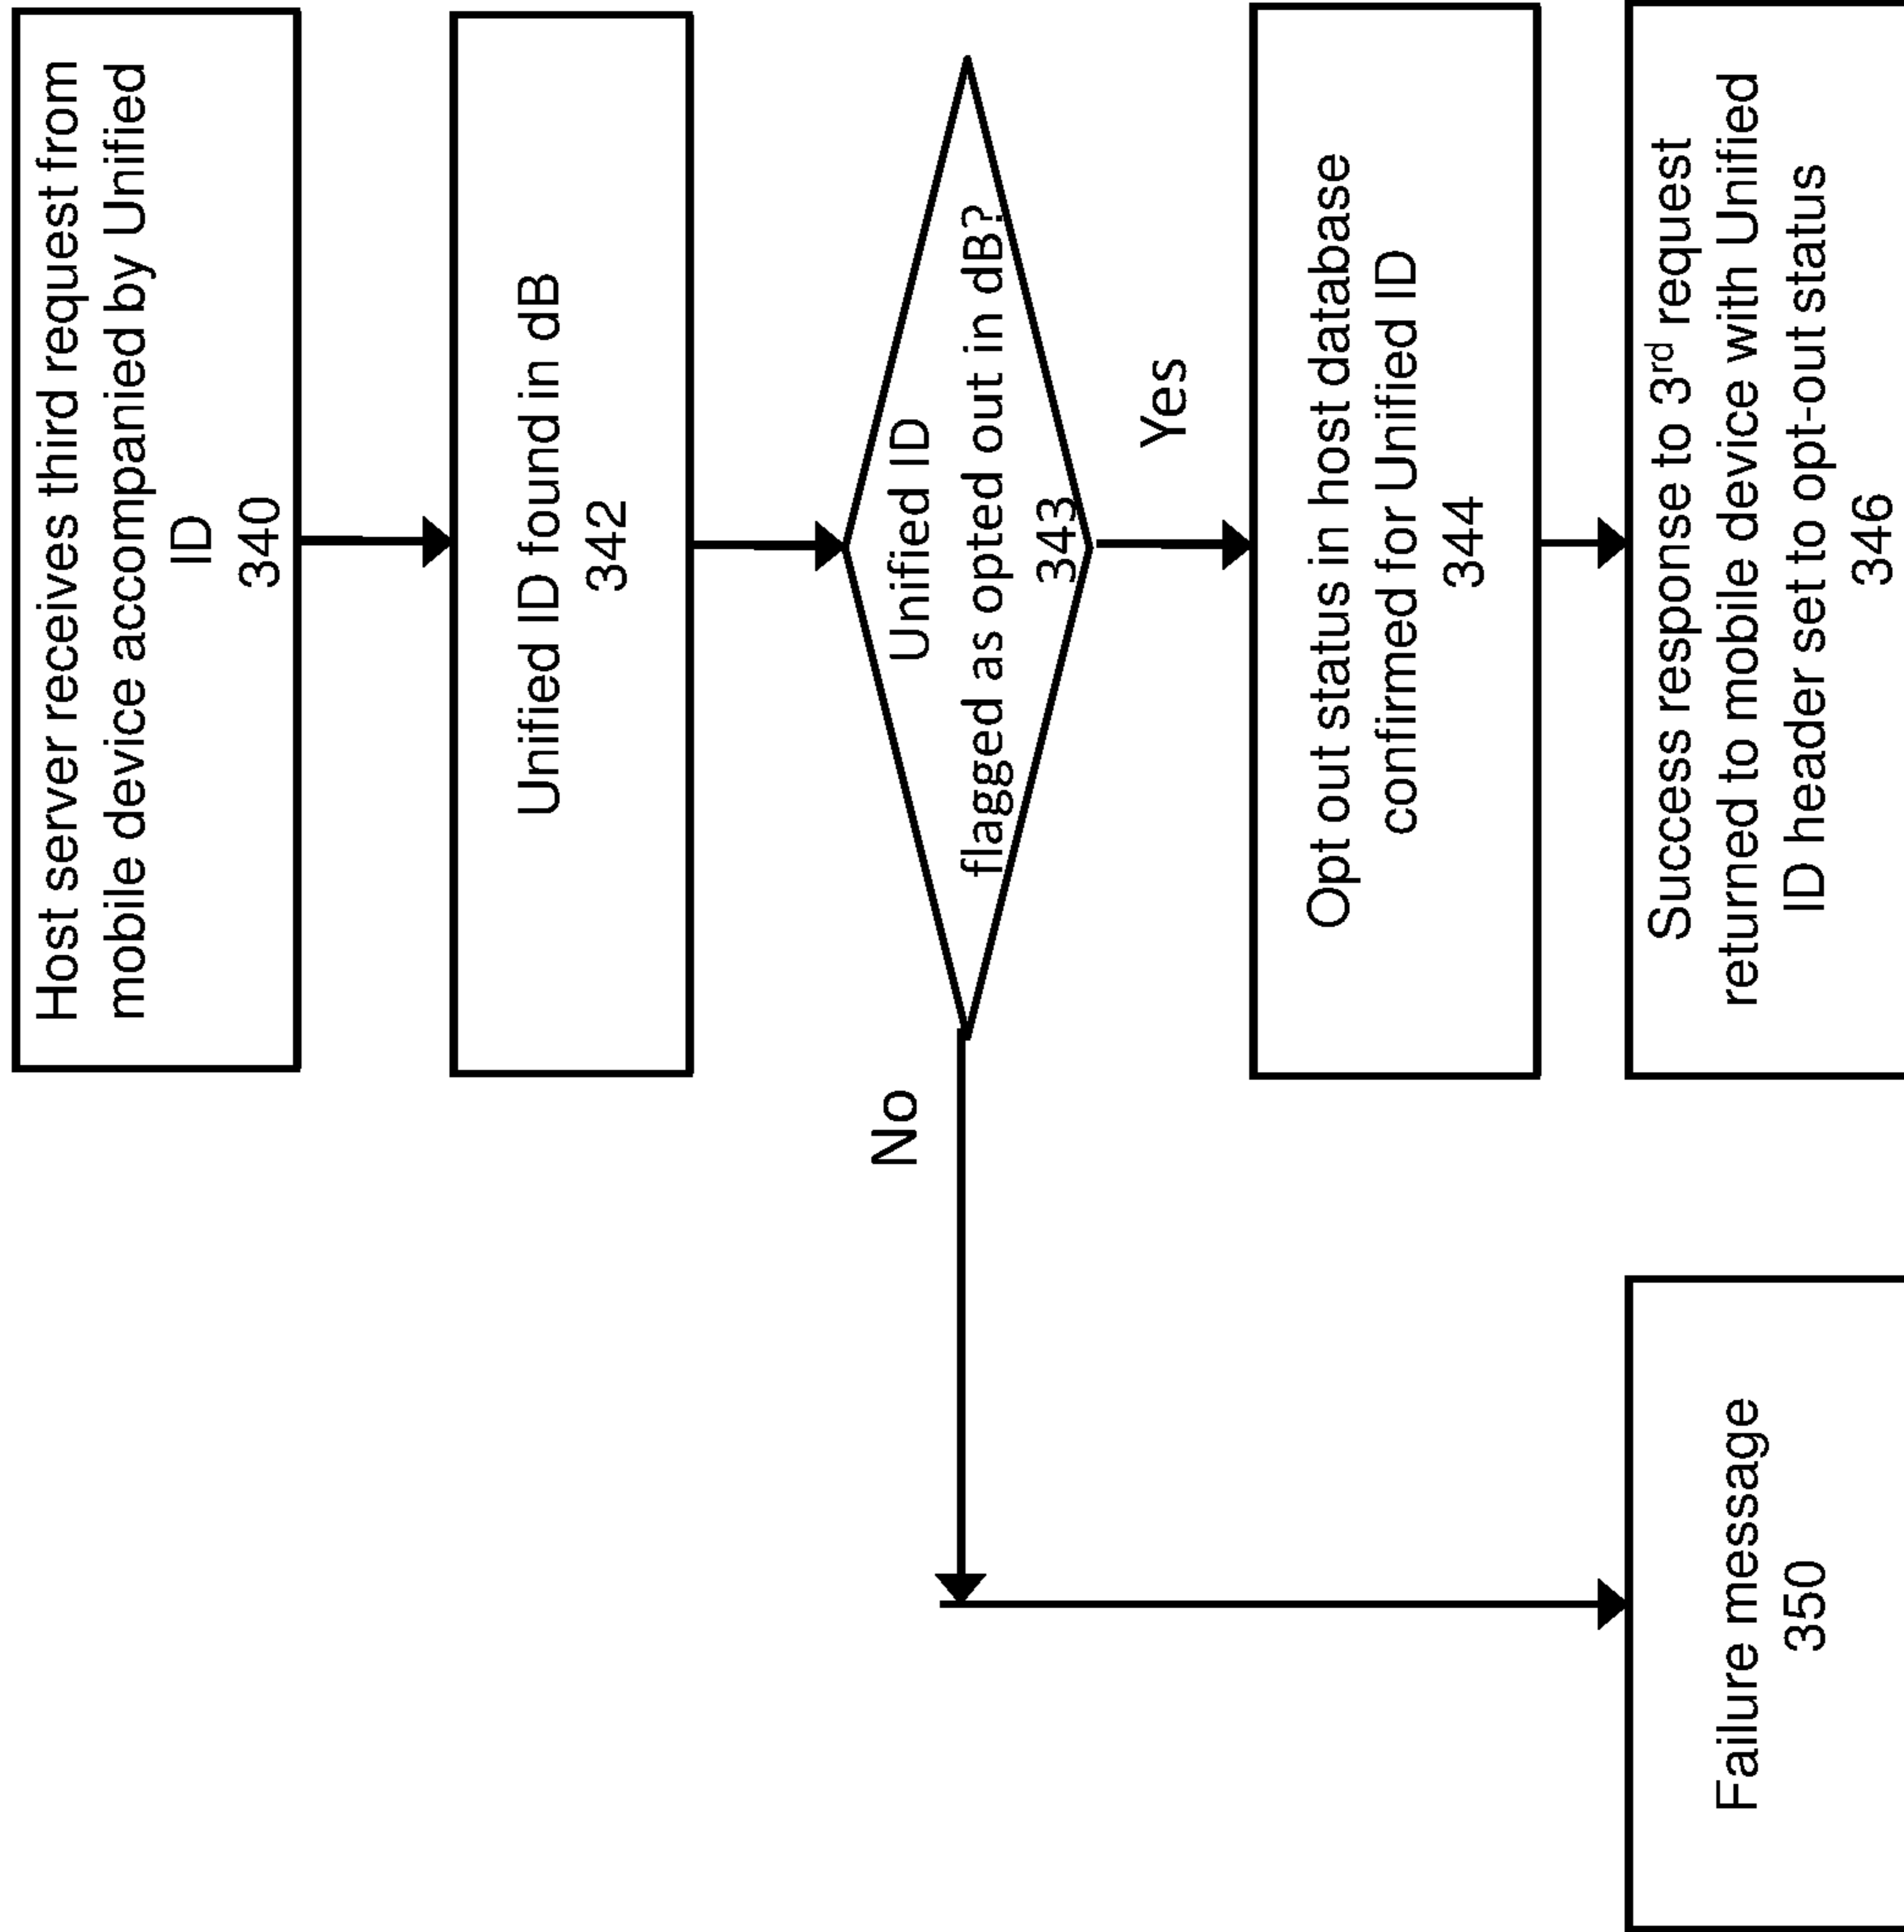 Host server receives third request from
mobile device accompanied by Unified
ID
340
Unified ID found in dB
342
Unified ID
flagged as opted out in dB?
343
No
Yes
Opt out status in host database
confirmed for Unified ID
344
Success response to 3rd request
returned to mobile device with Unified
ID header set to opt-out status
346
Failure message
350